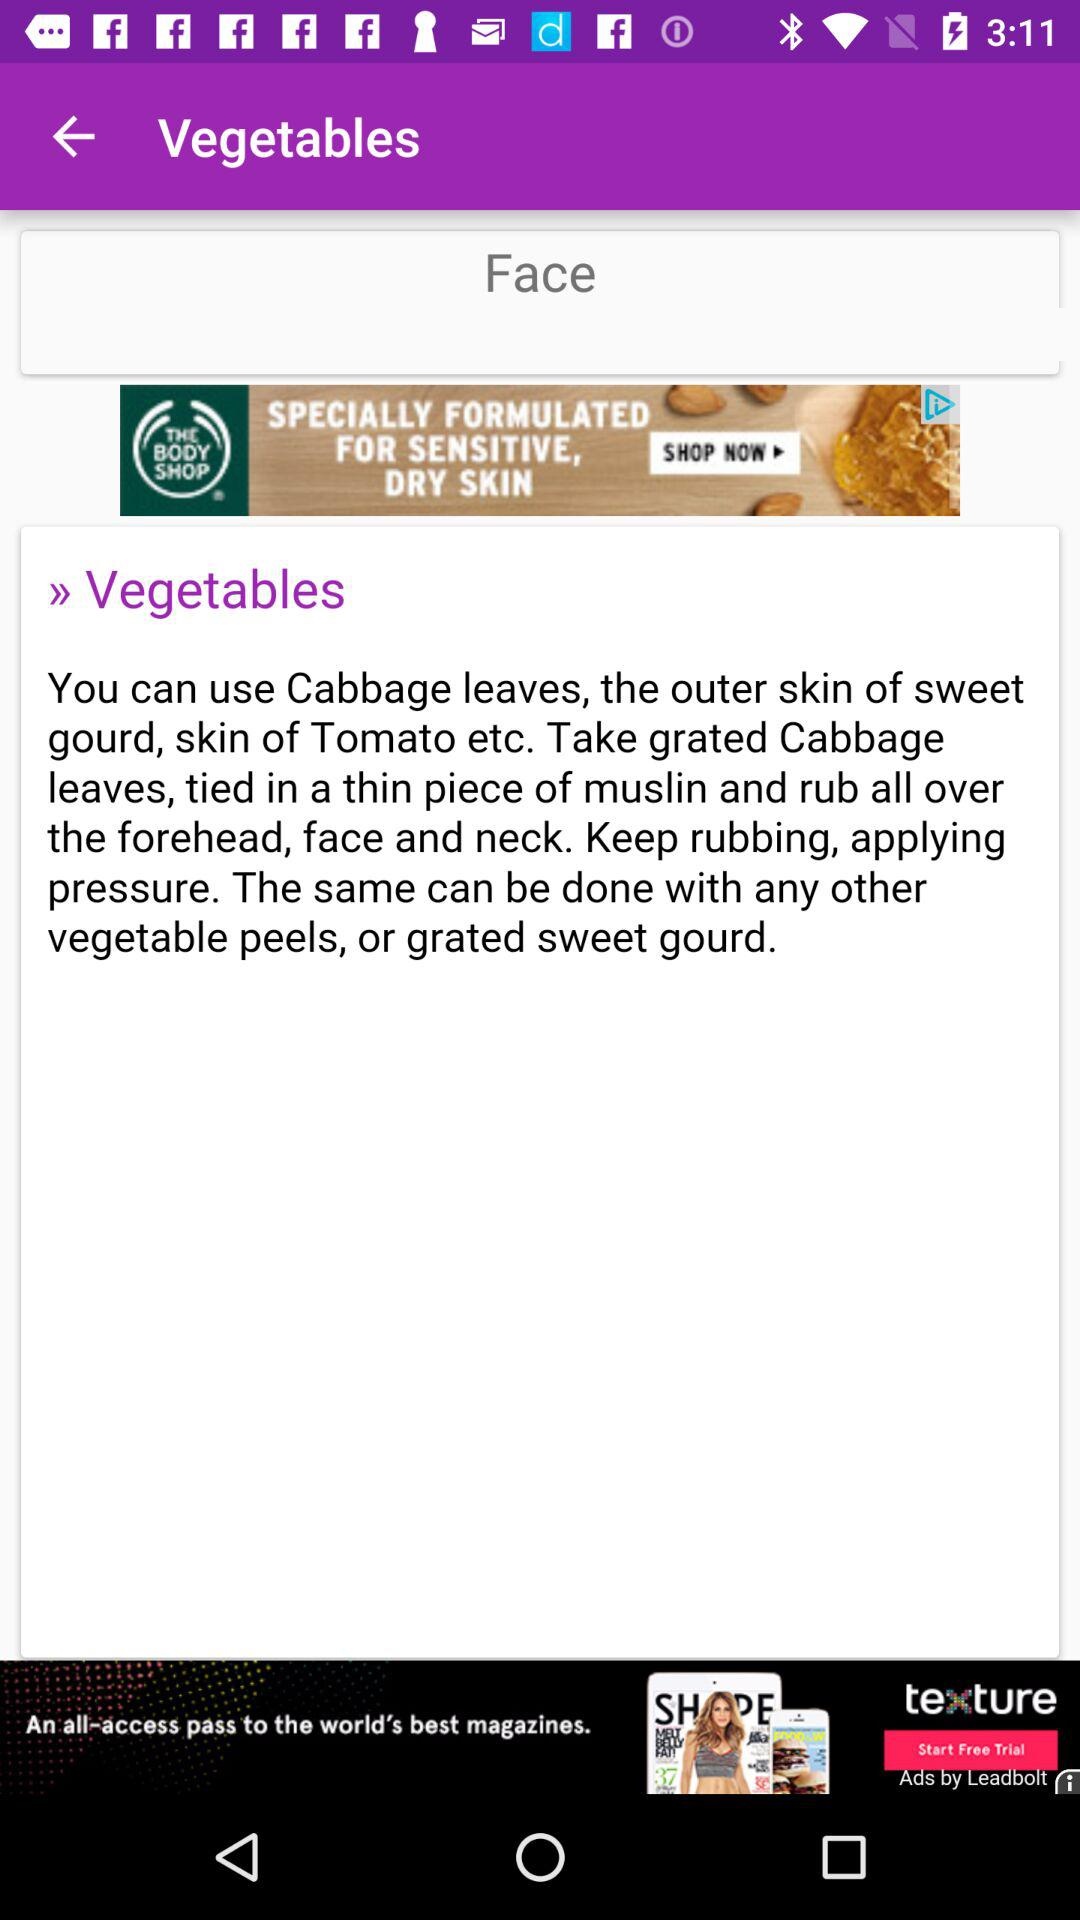 3:11
Vegetables
Face
THE
BODY
SHOP
SPECIALLY FORMULATED
FOR SENSITIVE,
DRY SKIN
SHOP NOW
» Vegetables
You can use Cabbage leaves, the outer skin of sweet
gourd, skin of Tomato etc. Take grated Cabbage
leaves, tied in a thin piece of muslin and rub all over
the forehead, face and neck. Keep rubbing, applying
pressure. The same can be done with any other
vegetable peels, or grated sweet gourd.
An all-access pass to the world's best magazines.
SHAPE
MELT
BELLY
FAT!
37
texture
Start Free Trial
Ads by Leadbolt